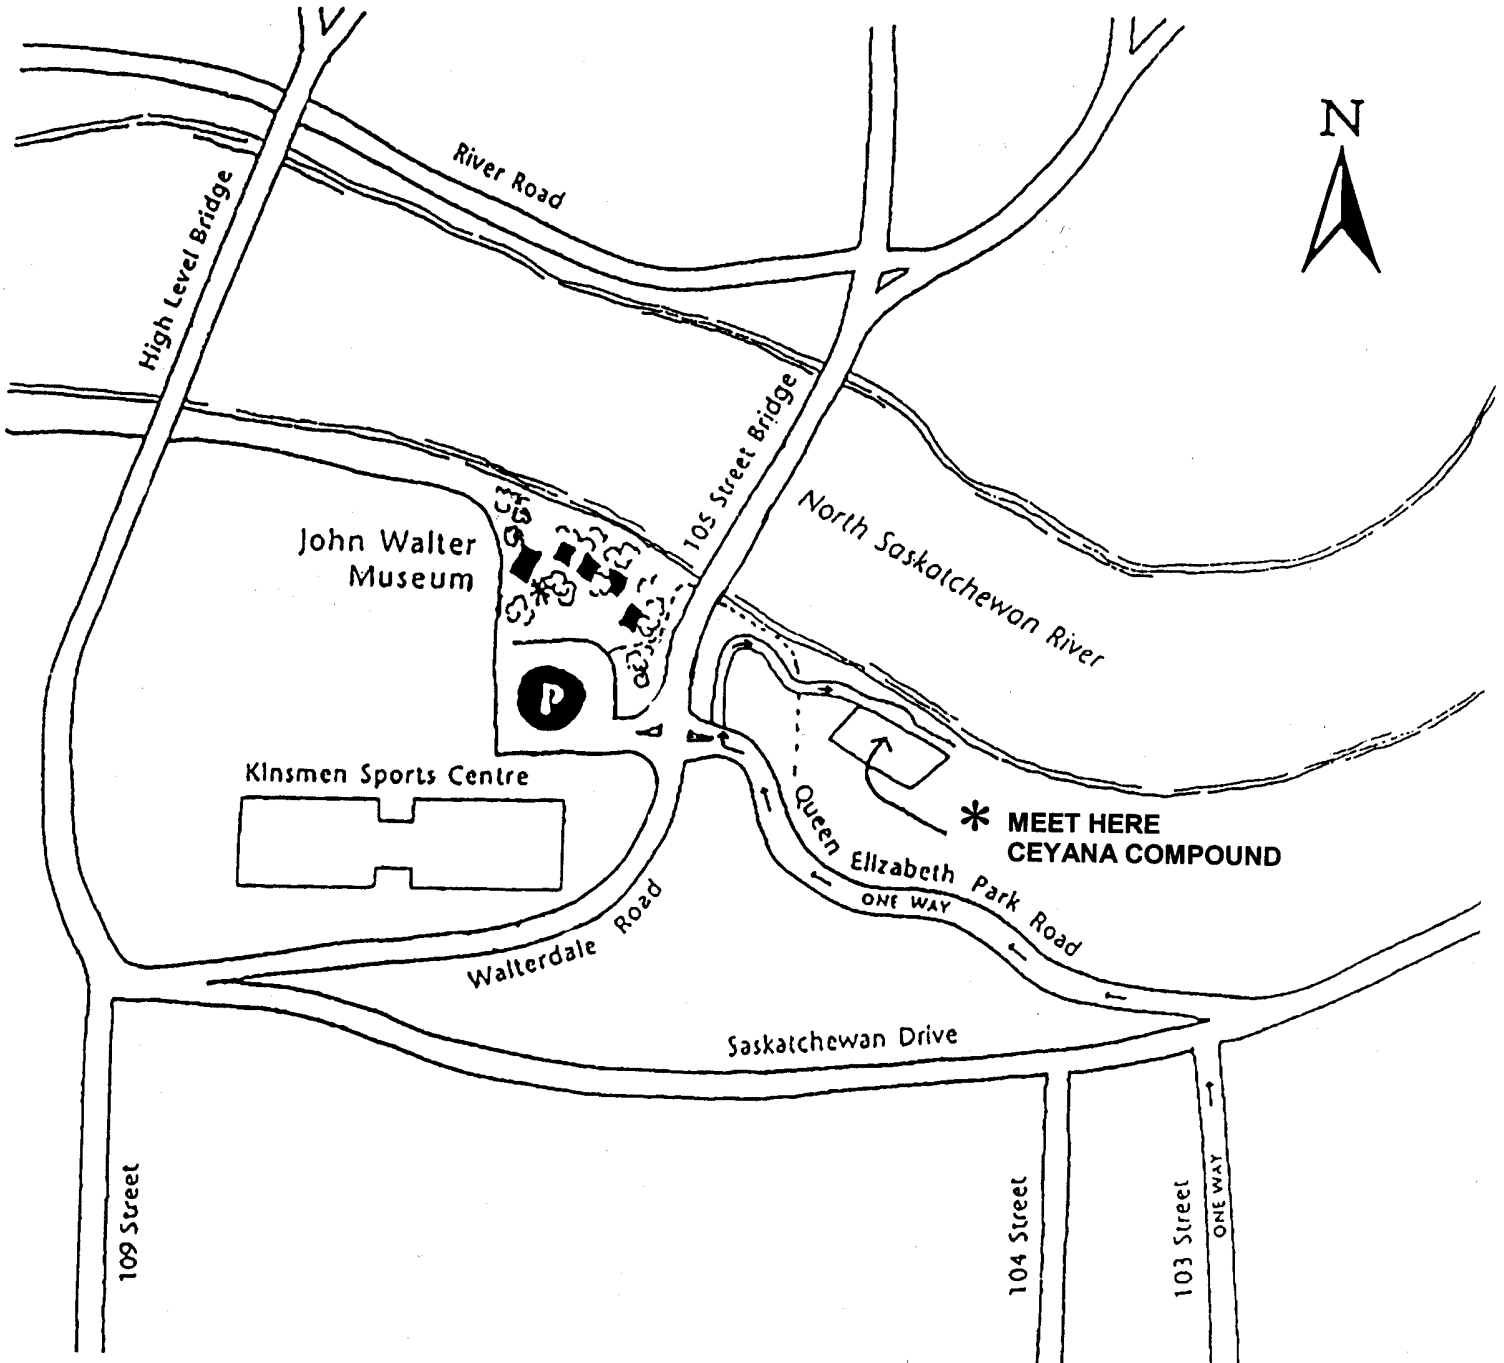 N
River Road
High Level Bridge
105 Street Bridge
North Saskatchewan River
John Walter
Museum
P
Kinsmen Sports Centre
* MEET HERE
CEYANA COMPOUND
Queen Elizabeth Park Road
ONE WAY
Walterdale Road
Saskatchewan Drive
109 Street
104 Street
103 Street
ONE WAY